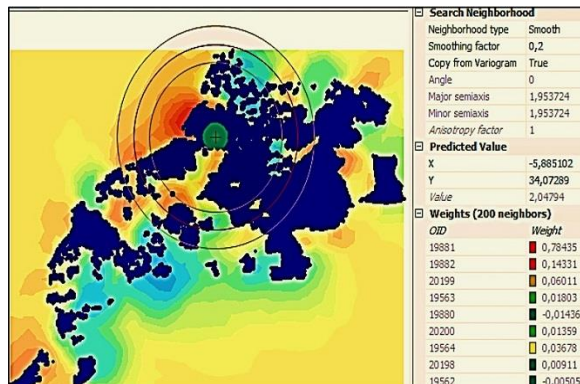 Search Neighborhood
Neighborhood type Smooth
Smoothing factor 0,2
Copy from Variogram True
Angle 0
Major semiaxis 1,953724
Minor semiaxis 1,953724
Anisotropy factor 1
Predicted Value
X -5,885102
Y 34,07289
Value 2,04794
Weights (200 neighbors)
OID Weight
19881 0,78435
19882 0,14331
20199 0,06011
19563 0,01803
19880 -0,01436
20200 0,01359
19564 0,03678
20198 0,00911
19562 -0,00505